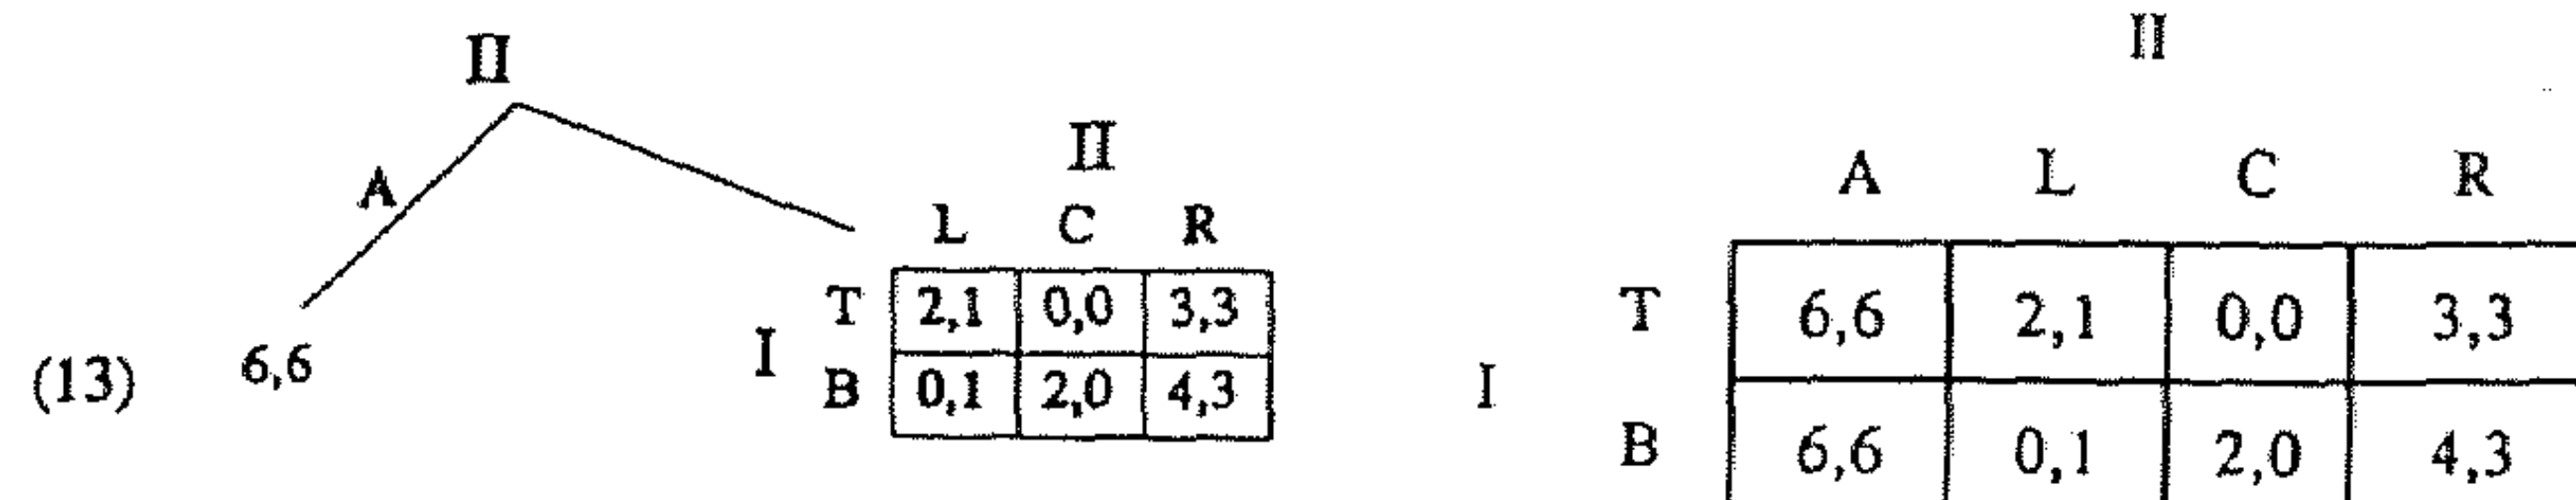 II
A
II
L C R
I
T 2,1 0,0 3,3
B 0,1 2,0 4,3
(13) 6,6
II
A L C R
I
T 6,6 2,1 0,0 3,3
B 6,6 0,1 2,0 4,3